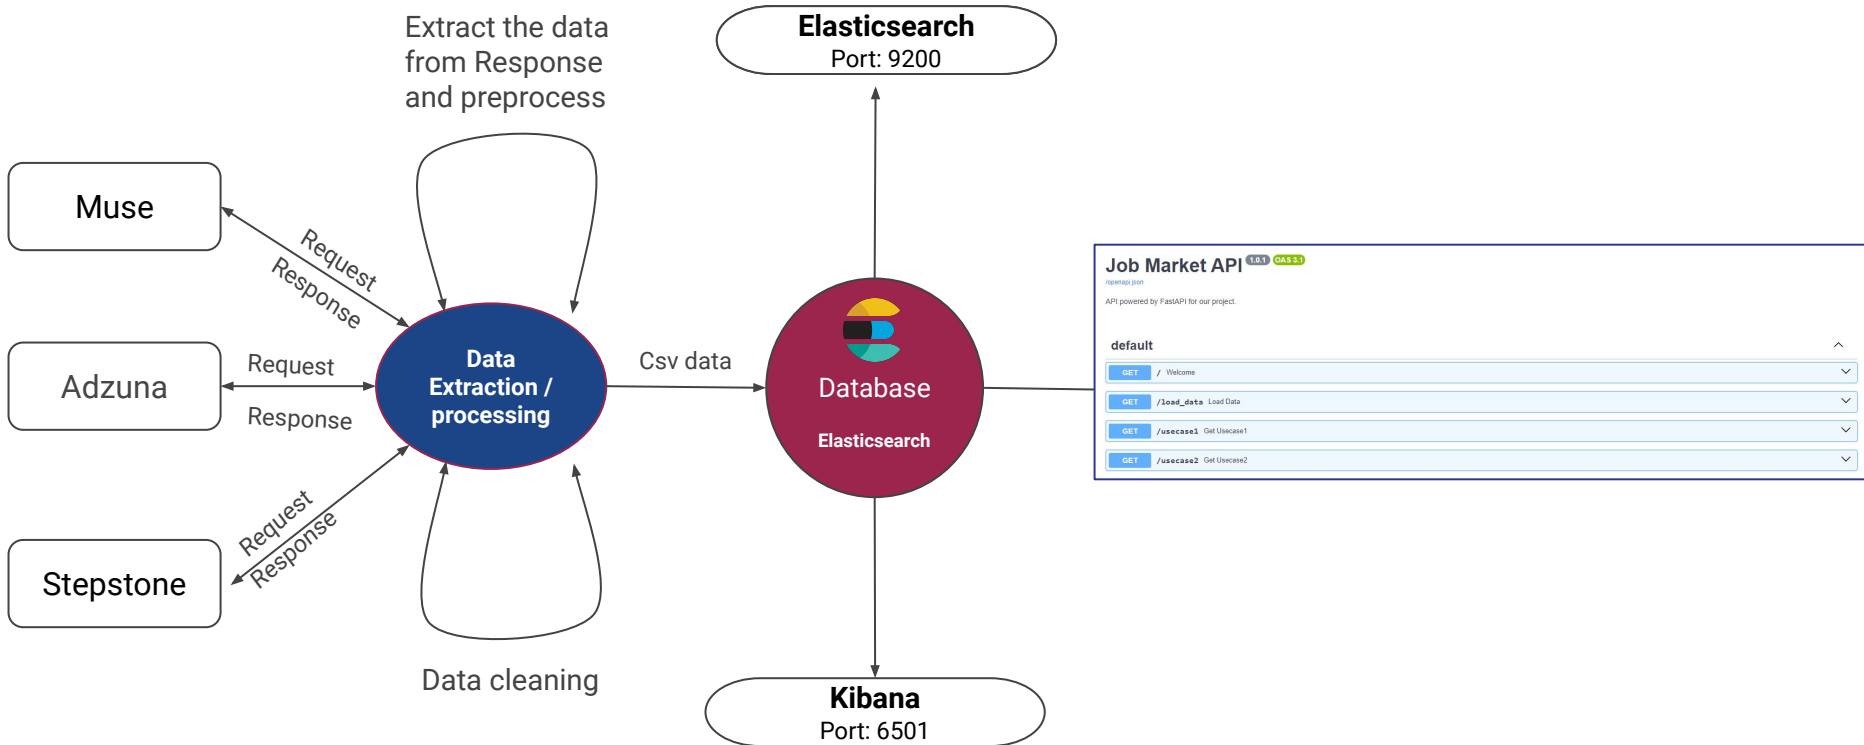 Extract the data
from Response
and preprocess
Elasticsearch
Port: 9200
Muse
Request
Response
Adzuna
Request
Response
Stepstone
Request
Response
Data
Extraction /
processing
Data cleaning
Csv data
Database
Elasticsearch
Kibana
Port: 6501
Job Market API 1.0.1 OAS 3.1
/openapi.json
API powered by FastAPI for our project.
default
GET / Welcome
GET /load_data Load Data
GET /usecase1 Get Usecase1
GET /usecase2 Get Usecase2